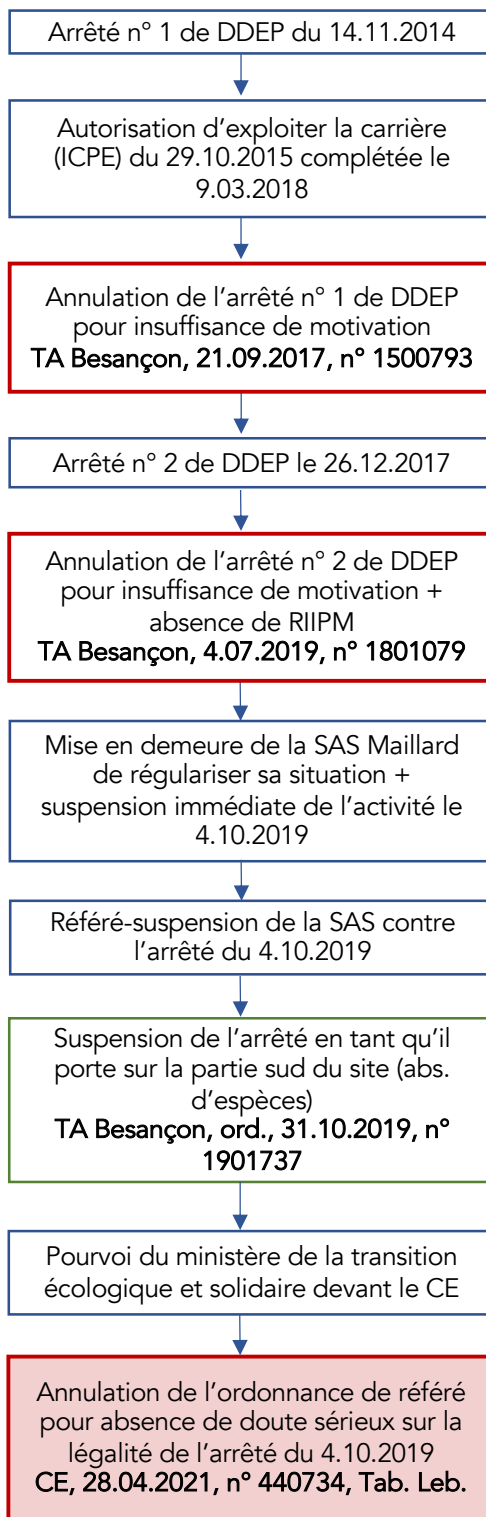 Arrêté n° 1 de DDEP du 14.11.2014
Autorisation d’exploiter la carrière
(ICPE) du 29.10.2015 complétée le
9.03.2018
Annulation de l’arrêté n° 1 de DDEP
pour insuffisance de motivation
TA Besançon, 21.09.2017, n° 1500793
Arrêté n° 2 de DDEP le 26.12.2017
Annulation de l’arrêté n° 2 de DDEP
pour insuffisance de motivation +
absence de RIIPM
TA Besançon, 4.07.2019, n° 1801079
Mise en demeure de la SAS Maillard
de régulariser sa situation +
suspension immédiate de l’activité le
4.10.2019
Référé-suspension de la SAS contre
l’arrêté du 4.10.2019
Suspension de l’arrêté en tant qu’il
porte sur la partie sud du site (abs.
d’espèces)
TA Besançon, ord., 31.10.2019, n°
1901737
Pourvoi du ministère de la transition
écologique et solidaire devant le CE
Annulation de l’ordonnance de référé
pour absence de doute sérieux sur la
légalité de l’arrêté du 4.10.2019
CE, 28.04.2021, n° 440734, Tab. Leb.